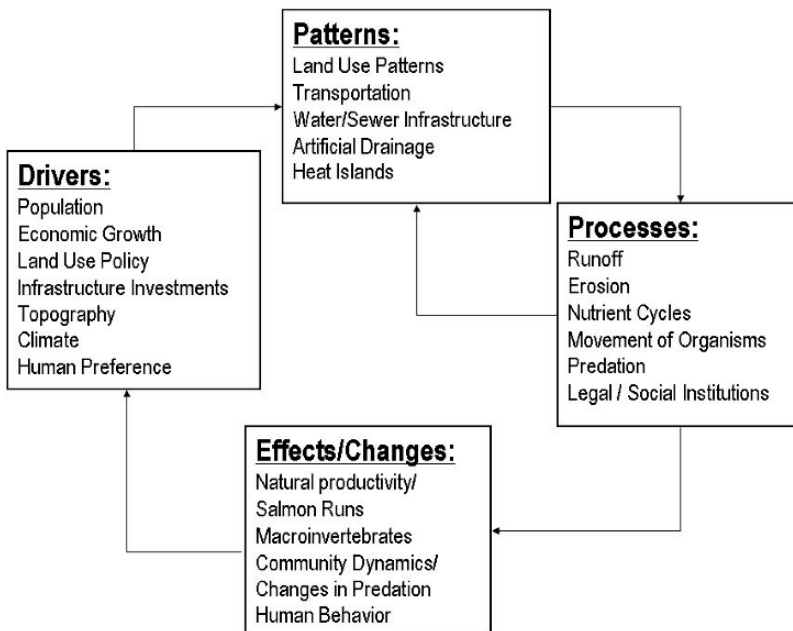 Patterns:
Land Use Patterns
Transportation
Water/Sewer Infrastructure
Artificial Drainage
Heat Islands
Drivers:
Population
Economic Growth
Land Use Policy
Infrastructure Investments
Topography
Climate
Human Preference
Processes:
Runoff
Erosion
Nutrient Cycles
Movement of Organisms
Predation
Legal / Social Institutions
Effects/Changes:
Natural productivity/
Salmon Runs
Macroinvertebrates
Community Dynamics/
Changes in Predation
Human Behavior